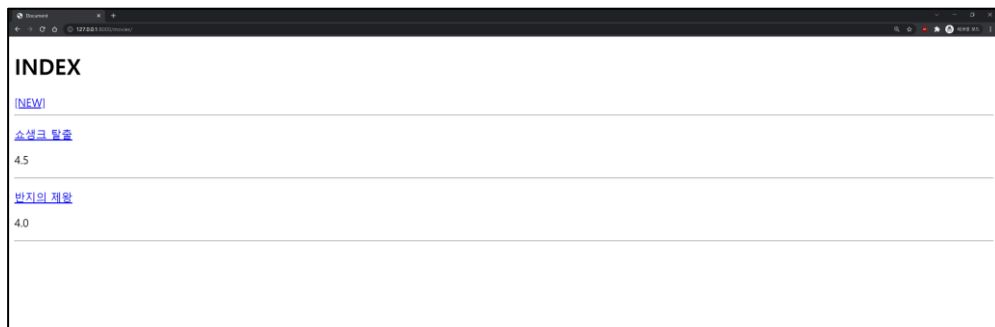 Document
127.0.0.1:8000/movies/
INDEX
[NEW]
쇼생크 탈출
4.5
반지의 제왕
4.0